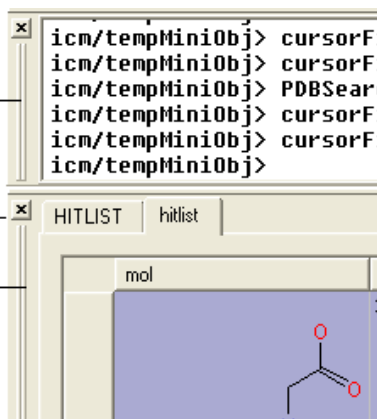 icm/tempMiniObj> cursorF
icm/tempMiniObj> cursorF
icm/tempMiniObj> PDBSear
icm/tempMiniObj> cursorF
icm/tempMiniObj> cursorF
icm/tempMiniObj>
HITLIST hitlist
mol
O
O